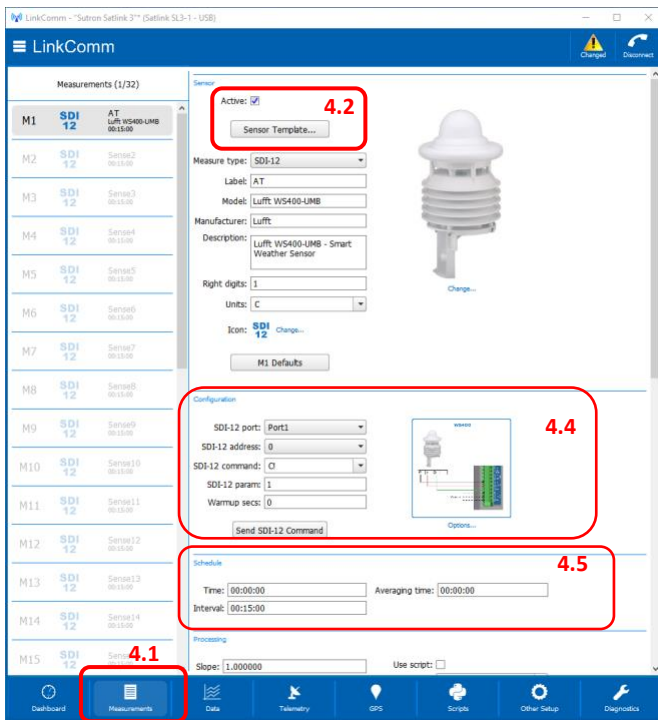 LinkComm - "Sutron Satlink 3"* (Satlink SL3-1 - USB)
LinkComm
Changed
Disconnect
Measurements (1/32)
M1 SDI 12 AT
Lufft WS400-UMB
00:15:00
M2 SDI 12 Sense2
00:15:00
M3 SDI 12 Sense3
00:15:00
M4 SDI 12 Sense4
00:15:00
M5 SDI 12 Sense5
00:15:00
M6 SDI 12 Sense6
00:15:00
M7 SDI 12 Sense7
00:15:00
M8 SDI 12 Sense8
00:15:00
M9 SDI 12 Sense9
00:15:00
M10 SDI 12 Sense10
00:15:00
M11 SDI 12 Sense11
00:15:00
M12 SDI 12 Sense12
00:15:00
M13 SDI 12 Sense13
00:15:00
M14 SDI 12 Sense14
00:15:00
M15 SDI 12
Sensor
Active:
4.2
Sensor Template...
Measure type: SDI-12
Label: AT
Model: Lufft WS400-UMB
Manufacturer: Lufft
Description: Lufft WS400-UMB - Smart
Weather Sensor
Change...
Right digits: 1
Units: C
Icon: SDI 12 Change...
M1 Defaults
Configuration
4.4
SDI-12 port: Port1
SDI-12 address: 0
SDI-12 command:
SDI-12 param: 1
Warmup secs: 0
WS400
Options...
Send SDI-12 Command
Schedule
4.5
Time: 00:00:00 Averaging time: 00:00:00
Interval: 00:15:00
Processing
Slope: 1.000000 Use script:
4.1
Dashboard
Measurements
Data
Telemetry
GPS
Scripts
Other Setup
Diagnostics